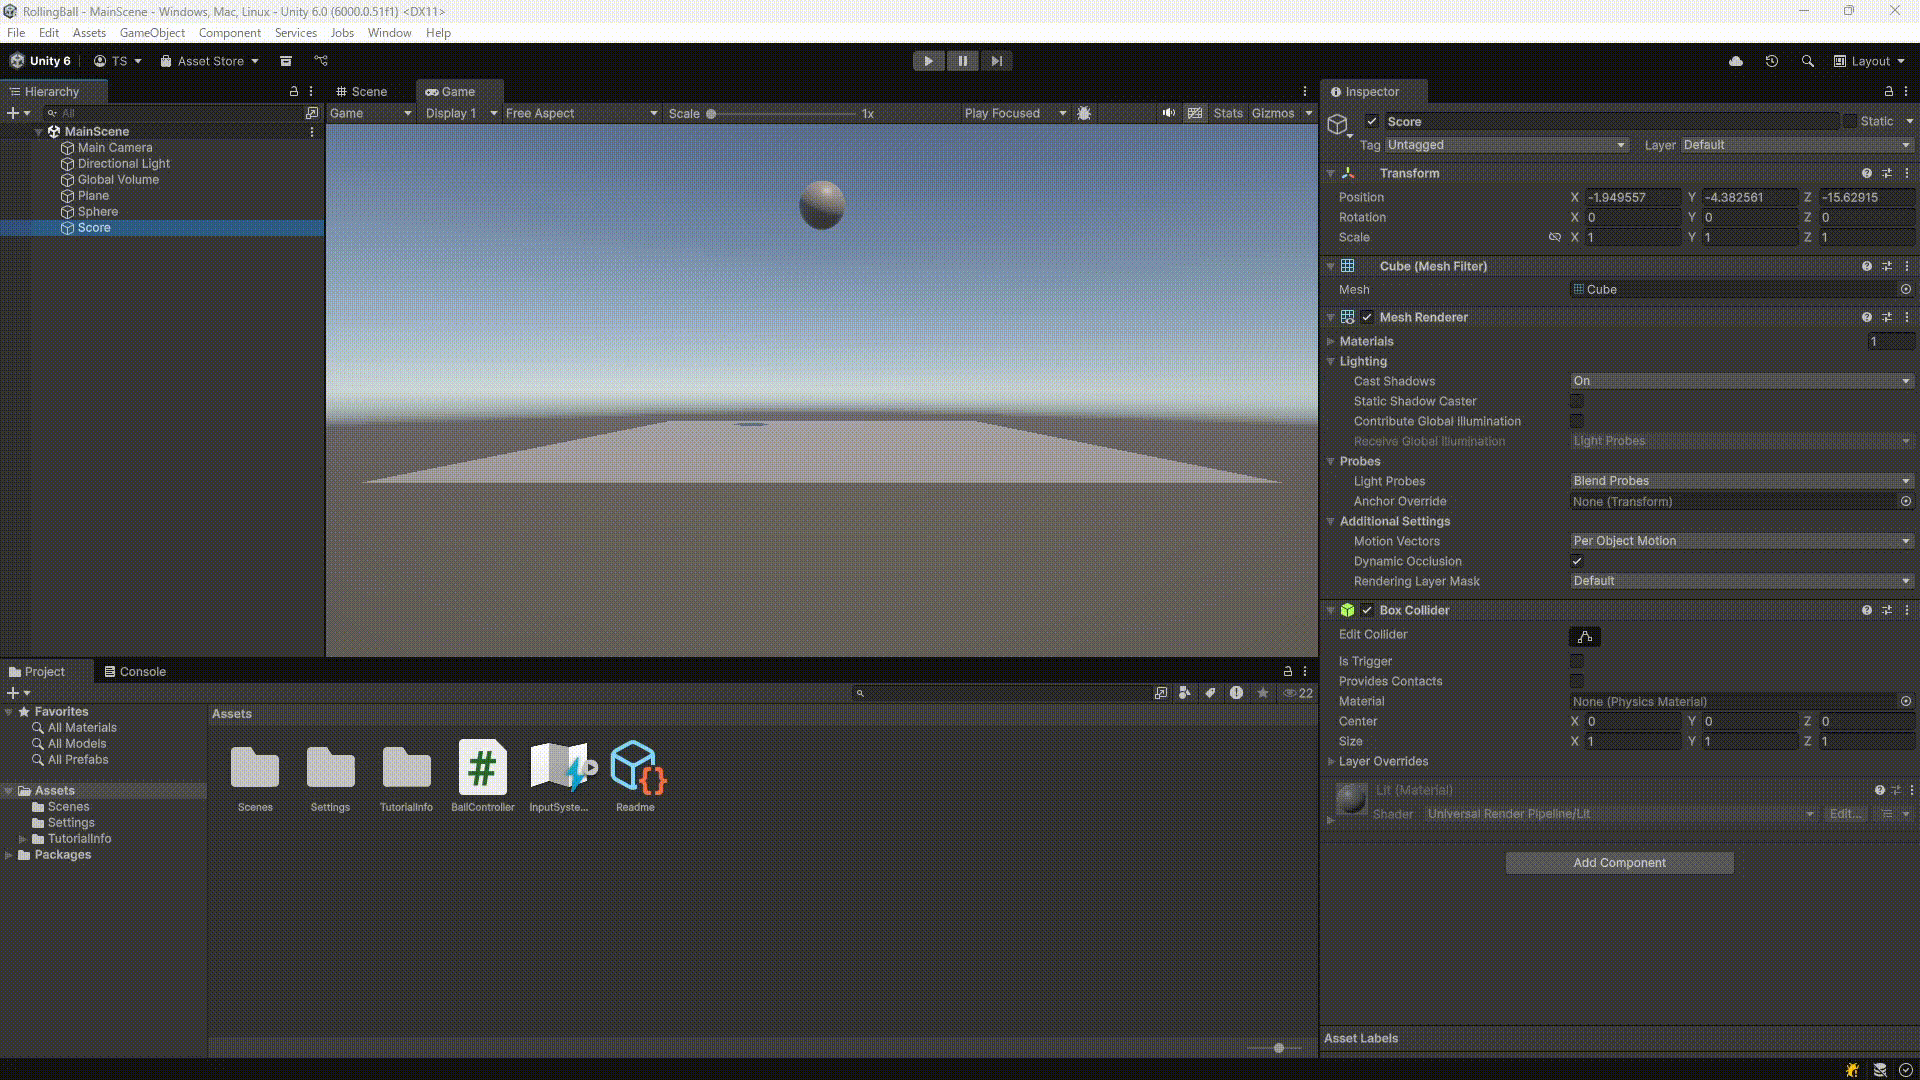 RollingBall - MainScene - Windows, Mac, Linux - Unity 6.0 (6000.0.51f1) <DX11>
File Edit Assets GameObject Component Services Jobs Window Help
Unity 6 TS Asset Store Layout
Hierarchy
All
MainScene
Main Camera
Directional Light
Global Volume
Plane
Sphere
Score
Scene Game
Game Display 1 Free Aspect Scale 1x Play Focused Stats Gizmos
Inspector
Score Static
Tag Untagged Layer Default
Transform
Position X -1.949557 Y -4.382561 Z -15.62915
Rotation X 0 Y 0 Z 0
Scale X 1 Y 1 Z 1
Cube (Mesh Filter)
Mesh Cube
Mesh Renderer
Materials 1
Lighting
Cast Shadows On
Static Shadow Caster
Contribute Global Illumination
Receive Global Illumination Light Probes
Probes
Light Probes Blend Probes
Anchor Override None (Transform)
Additional Settings
Motion Vectors Per Object Motion
Dynamic Occlusion
Rendering Layer Mask Default
Box Collider
Edit Collider
Is Trigger
Provides Contacts
Material None (Physics Material)
Center X 0 Y 0 Z 0
Size X 1 Y 1 Z 1
Layer Overrides
Lit (Material)
Shader Universal Render Pipeline/Lit Edit...
Add Component
Asset Labels
Project Console
22
Favorites
All Materials
All Models
All Prefabs
Assets
Scenes
Settings
TutorialInfo
Packages
Assets
Scenes Settings TutorialInfo BallController InputSyste... Readme